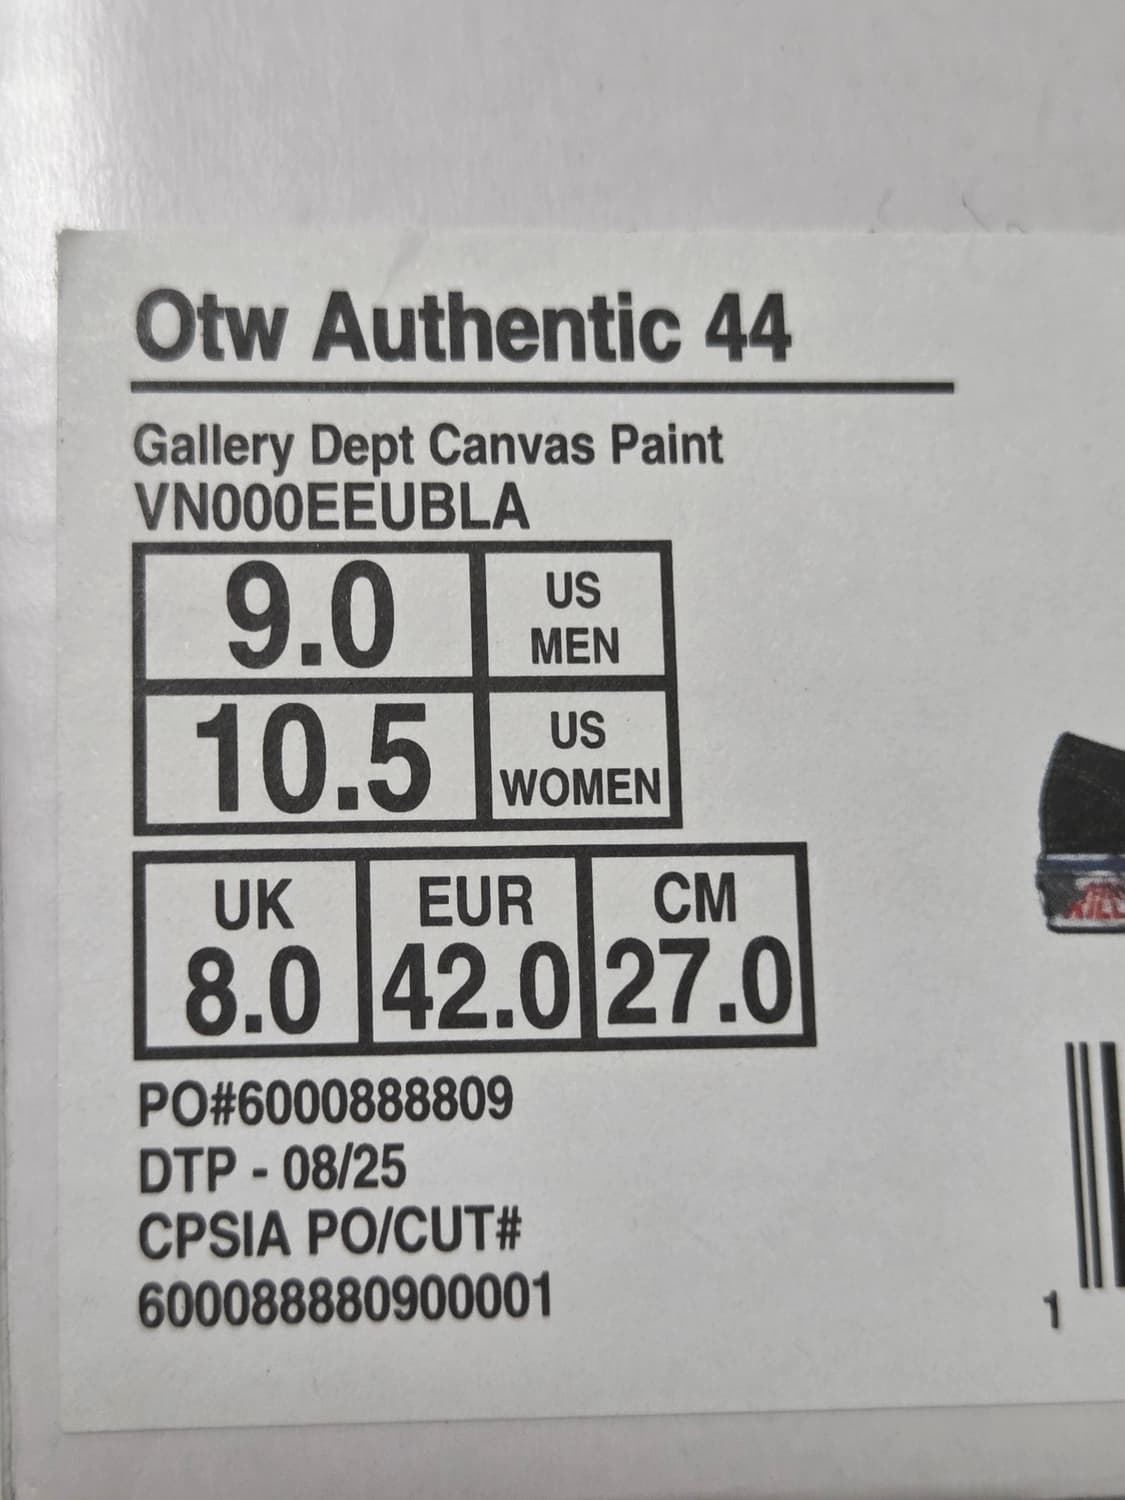 Otw Authentic 44
Gallery Dept Canvas Paint
VN000EEUBLA
9.0 US MEN
10.5 US WOMEN
UK EUR CM
8.0 42.0 27.0
PO#6000888809
DTP - 08/25
CPSIA PO/CUT#
600088880900001
1